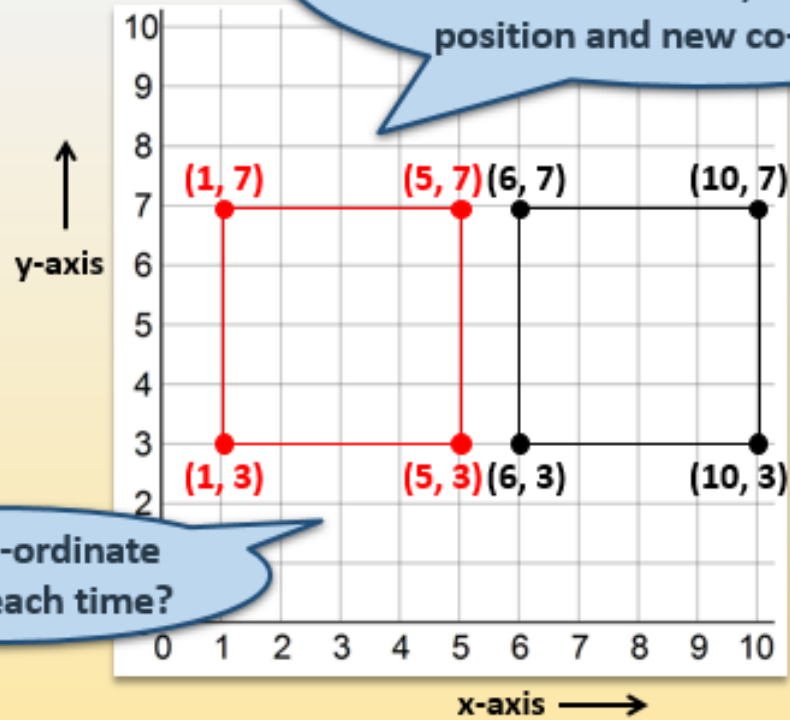 position and new co-
10
9
8
(1, 7) (5, 7) (6, 7) (10, 7)
7
y-axis
6
5
4
3
(1, 3) (5, 3) (6, 3) (10, 3)
2
-ordinate
each time?
0 1 2 3 4 5 6 7 8 9 10
x-axis